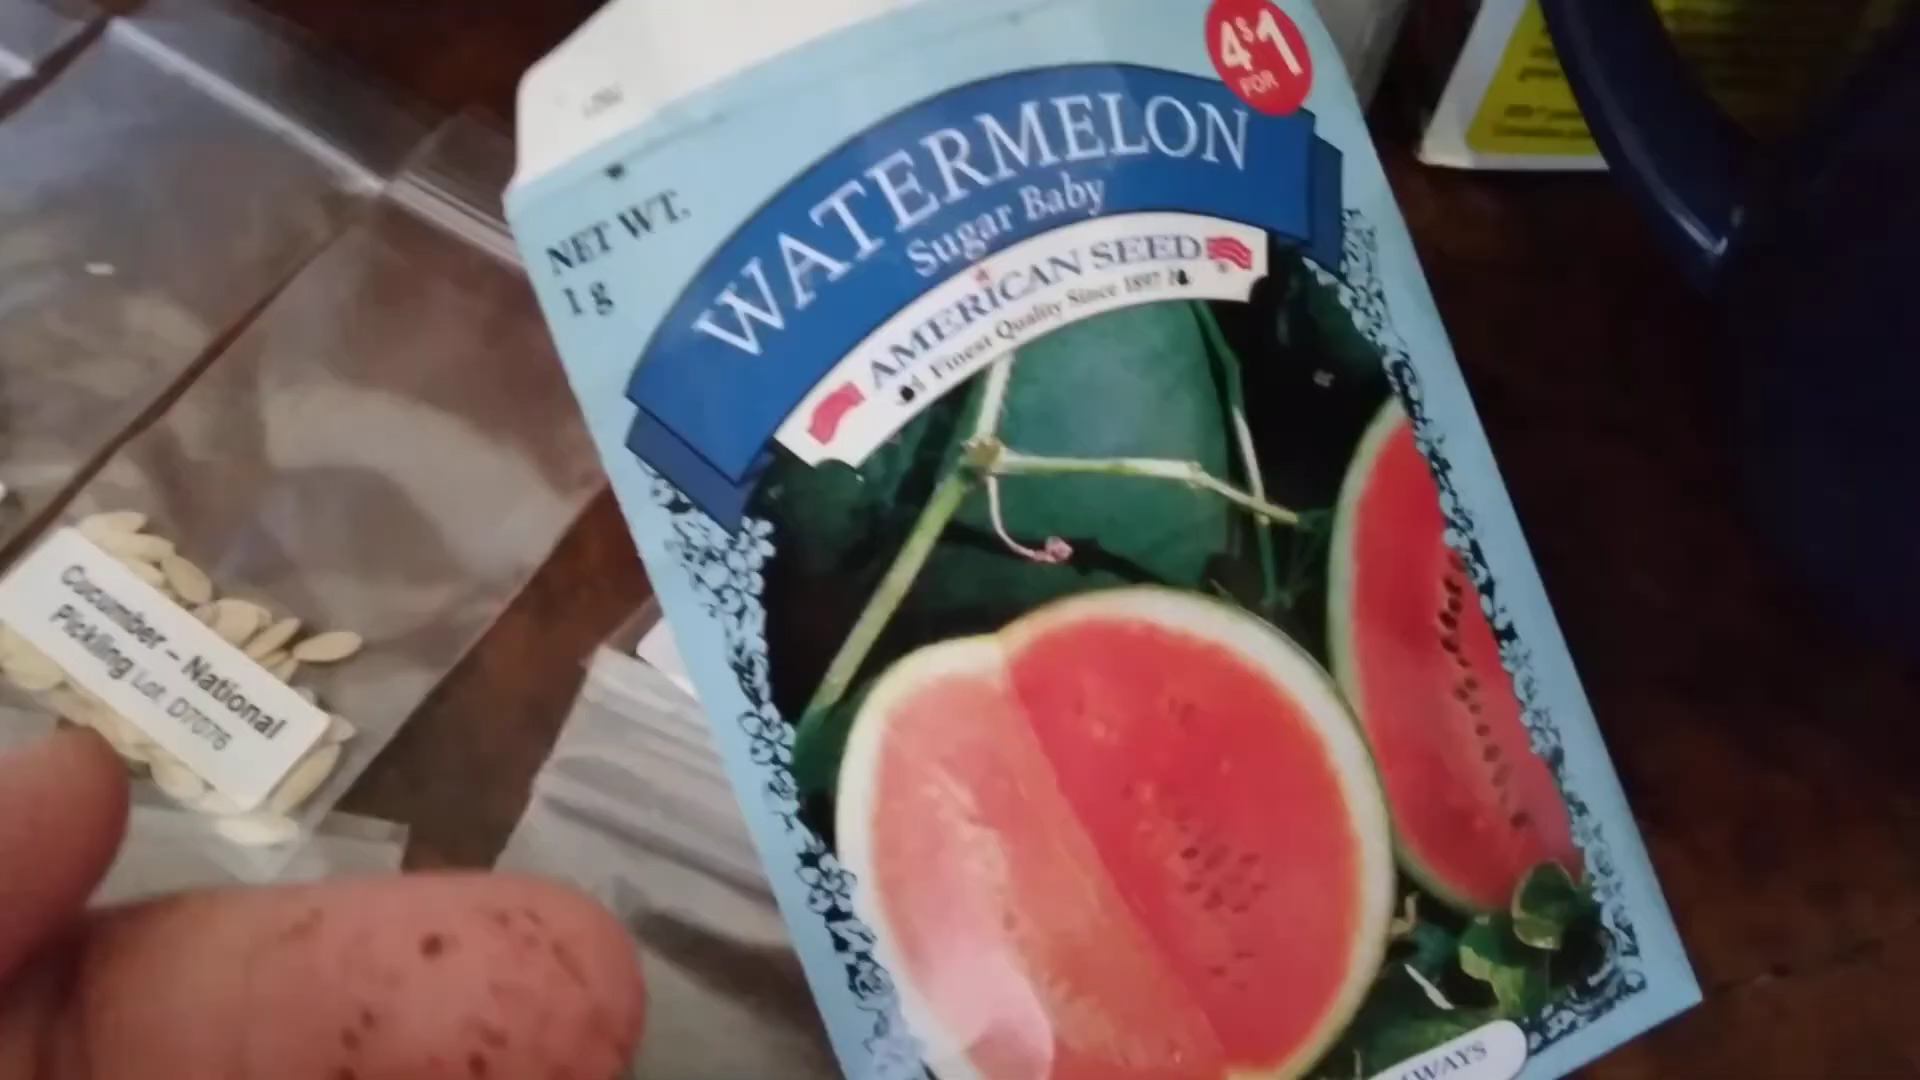 4 $1
FOR
NET WT.
1 g
WATERMELON
Sugar Baby
AMERICAN SEED
Finest Quality Since 1897
Cucumber – National
Pickling Lot D7076